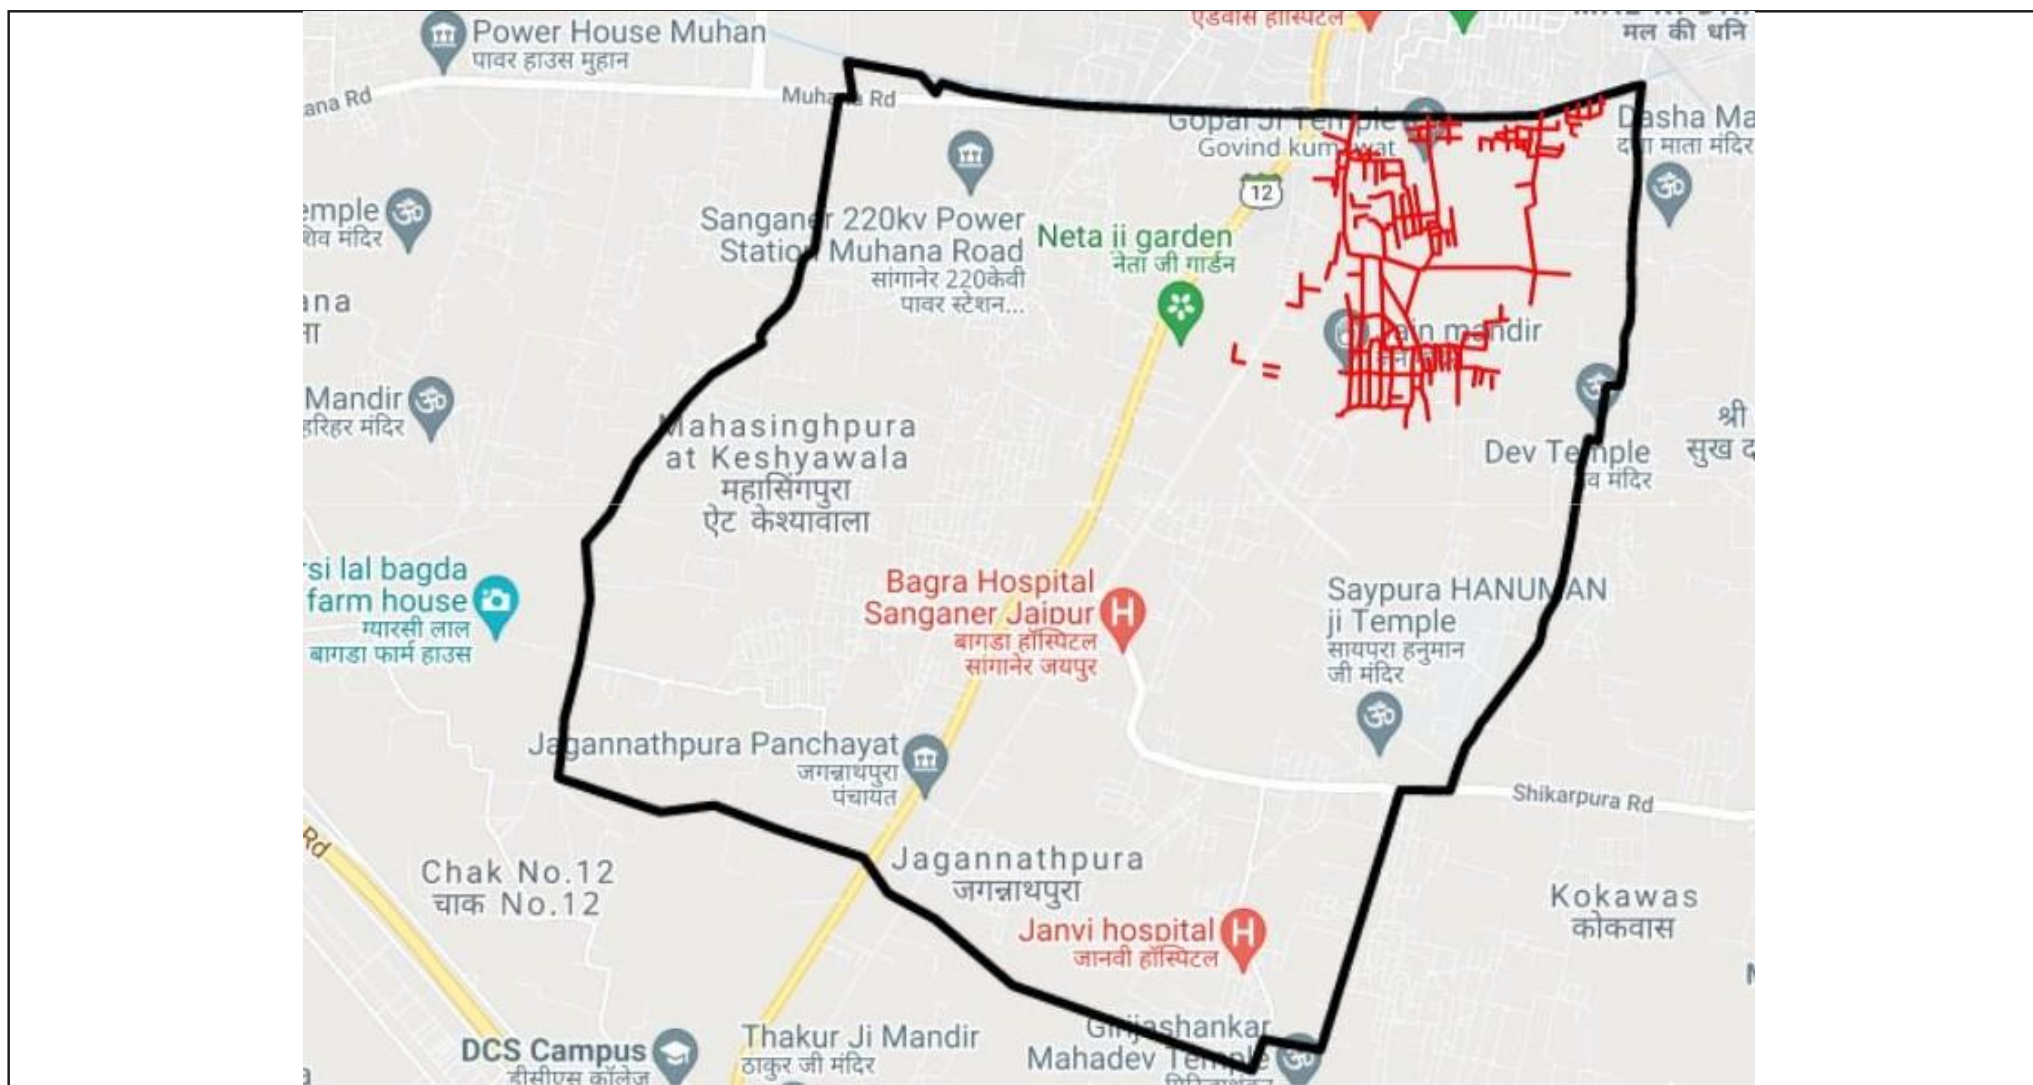 एडवांस हॉस्पिटल
मल की धनि
Power House Muhan
पावर हाउस मुहान
ana Rd
Muhana Rd
Gopal Ji Temple
Govind kumawat
Dasha Ma
दशा माता मंदिर
12
emple
शिव मंदिर
Sanganer 220kv Power
Station Muhana Road
सांगानेर 220केवी
पावर स्टेशन...
Neta ji garden
नेता जी गार्डन
ana
ना
Jain mandir
Mandir
हरिहर मंदिर
Mahasinghpura
at Keshyawala
महासिंगपुरा
ऐट केश्यावाला
Dev Temple
देव मंदिर
श्री
सुख द
rsi lal bagda
farm house
ग्यारसी लाल
बागडा फार्म हाउस
Bagra Hospital
Sanganer Jaipur
बागडा हॉस्पिटल
सांगानेर जयपुर
Saypura HANUMAN
ji Temple
सायपुरा हनुमान
जी मंदिर
Jagannathpura Panchayat
जगन्नाथपुरा
पंचायत
Shikarpura Rd
Rd
Chak No.12
चाक No.12
Jagannathpura
जगन्नाथपुरा
Kokawas
कोकवास
Janvi hospital
जानवी हॉस्पिटल
DCS Campus
डीसीएस कॉलेज
Thakur Ji Mandir
ठाकुर जी मंदिर
Girijashankar
Mahadev Temple